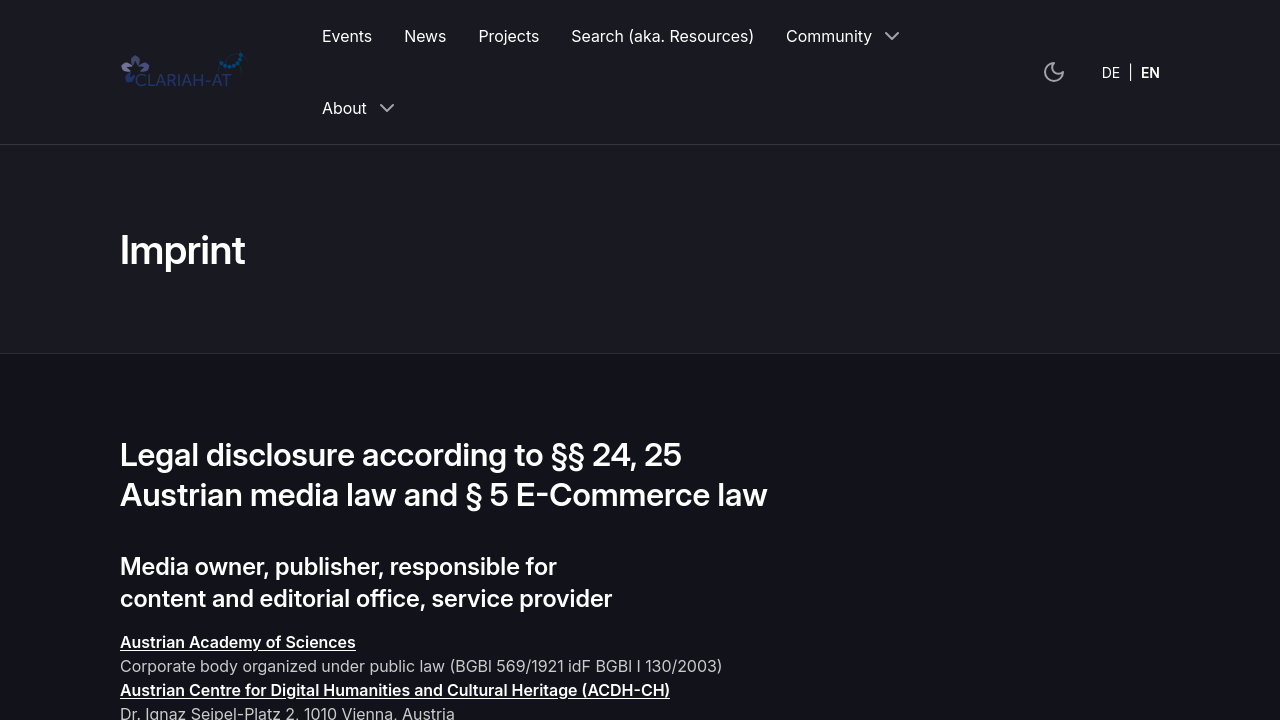 Events News Projects Search (aka. Resources) Community
CLARIAH-AT
DE | EN
About
Imprint
Legal disclosure according to §§ 24, 25
Austrian media law and § 5 E-Commerce law
Media owner, publisher, responsible for
content and editorial office, service provider
Austrian Academy of Sciences
Corporate body organized under public law (BGBl 569/1921 idF BGBl I 130/2003)
Austrian Centre for Digital Humanities and Cultural Heritage (ACDH-CH)
Dr. Ignaz Seipel-Platz 2, 1010 Vienna, Austria